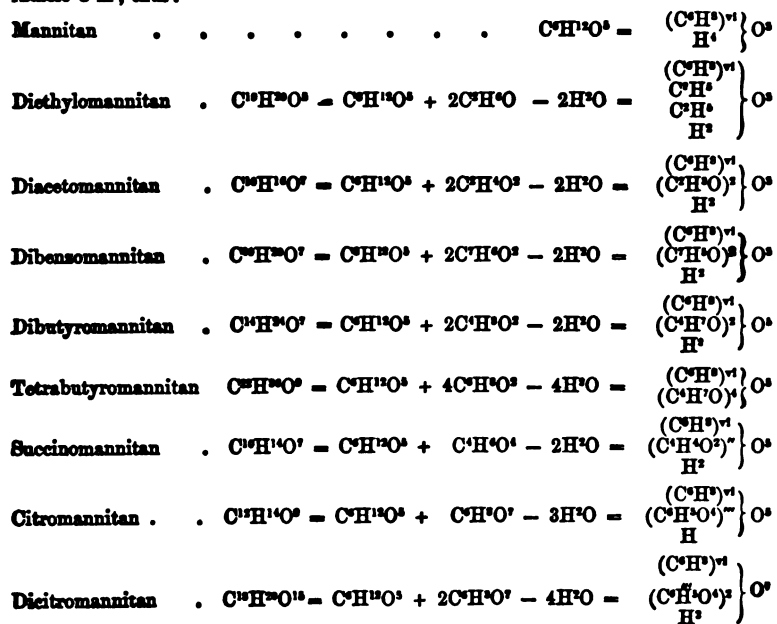 Mannitan . . . . . . . . C⁶H¹²O⁵ = (C⁶H⁸)ᵛⁱ H⁴ } O⁵
Diethylomannitan . C¹⁰H²⁰O⁵ = C⁶H¹²O⁵ + 2C²H⁶O − 2H²O = (C⁶H⁸)ᵛⁱ C²H⁵ C²H⁵ H² } O⁵
Diacetomannitan . C¹⁰H¹⁶O⁷ = C⁶H¹²O⁵ + 2C²H⁴O² − 2H²O = (C⁶H⁸)ᵛⁱ (C²H³O)² H² } O⁵
Dibensomannitan . C²⁰H²⁰O⁷ = C⁶H¹²O⁵ + 2C⁷H⁶O² − 2H²O = (C⁶H⁸)ᵛⁱ (C⁷H⁵O)² H² } O⁵
Dibutyromannitan . C¹⁴H²⁴O⁷ = C⁶H¹²O⁵ + 2C⁴H⁸O² − 2H²O = (C⁶H⁸)ᵛⁱ (C⁴H⁷O)² H² } O⁵
Tetrabutyromannitan C²²H³⁶O⁹ = C⁶H¹²O⁵ + 4C⁶H⁸O² − 4H²O = (C⁶H⁸)ᵛⁱ (C⁴H⁷O)⁴ } O⁵
Succinomannitan . C¹⁰H¹⁴O⁷ = C⁶H¹²O⁵ + C⁴H⁶O⁴ − 2H²O = (C⁶H⁸)ᵛⁱ (C⁴H⁴O²)″ H² } O⁵
Citromannitan . . C¹²H¹⁴O⁹ = C⁶H¹²O⁵ + C⁶H⁸O⁷ − 3H²O = (C⁶H⁸)ᵛⁱ (C⁶H⁵O⁴)‴ H } O⁵
Dicitromannitan . C¹⁸H²⁰O¹⁵ = C⁶H¹²O⁵ + 2C⁶H⁸O⁷ − 4H²O = (C⁶H⁸)ᵛⁱ (C⁶H⁵O⁴)‴² H² } O⁹